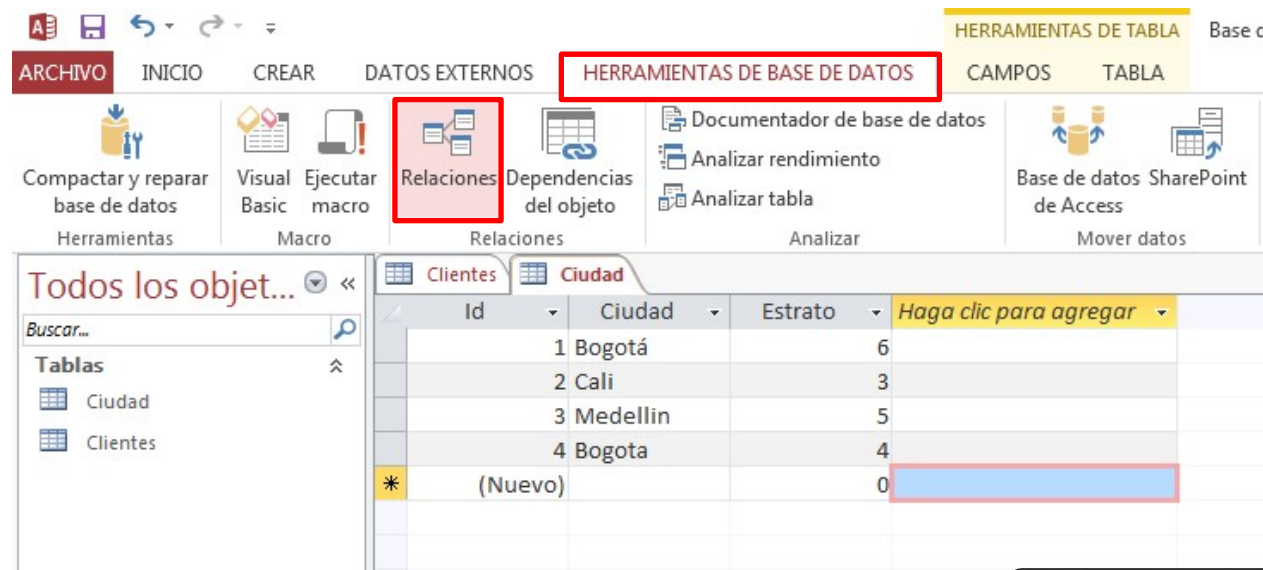 HERRAMIENTAS DE TABLA Base d
ARCHIVO INICIO CREAR DATOS EXTERNOS HERRAMIENTAS DE BASE DE DATOS CAMPOS TABLA
Compactar y reparar
base de datos
Herramientas
Visual
Basic
Ejecutar
macro
Macro
Relaciones
Dependencias
del objeto
Relaciones
Documentador de base de datos
Analizar rendimiento
Analizar tabla
Analizar
Base de datos
de Access
SharePoint
Mover datos
Todos los objet...
Buscar...
Tablas
Ciudad
Clientes
Clientes Ciudad
Id Ciudad Estrato Haga clic para agregar
1 Bogotá 6
2 Cali 3
3 Medellin 5
4 Bogota 4
(Nuevo) 0